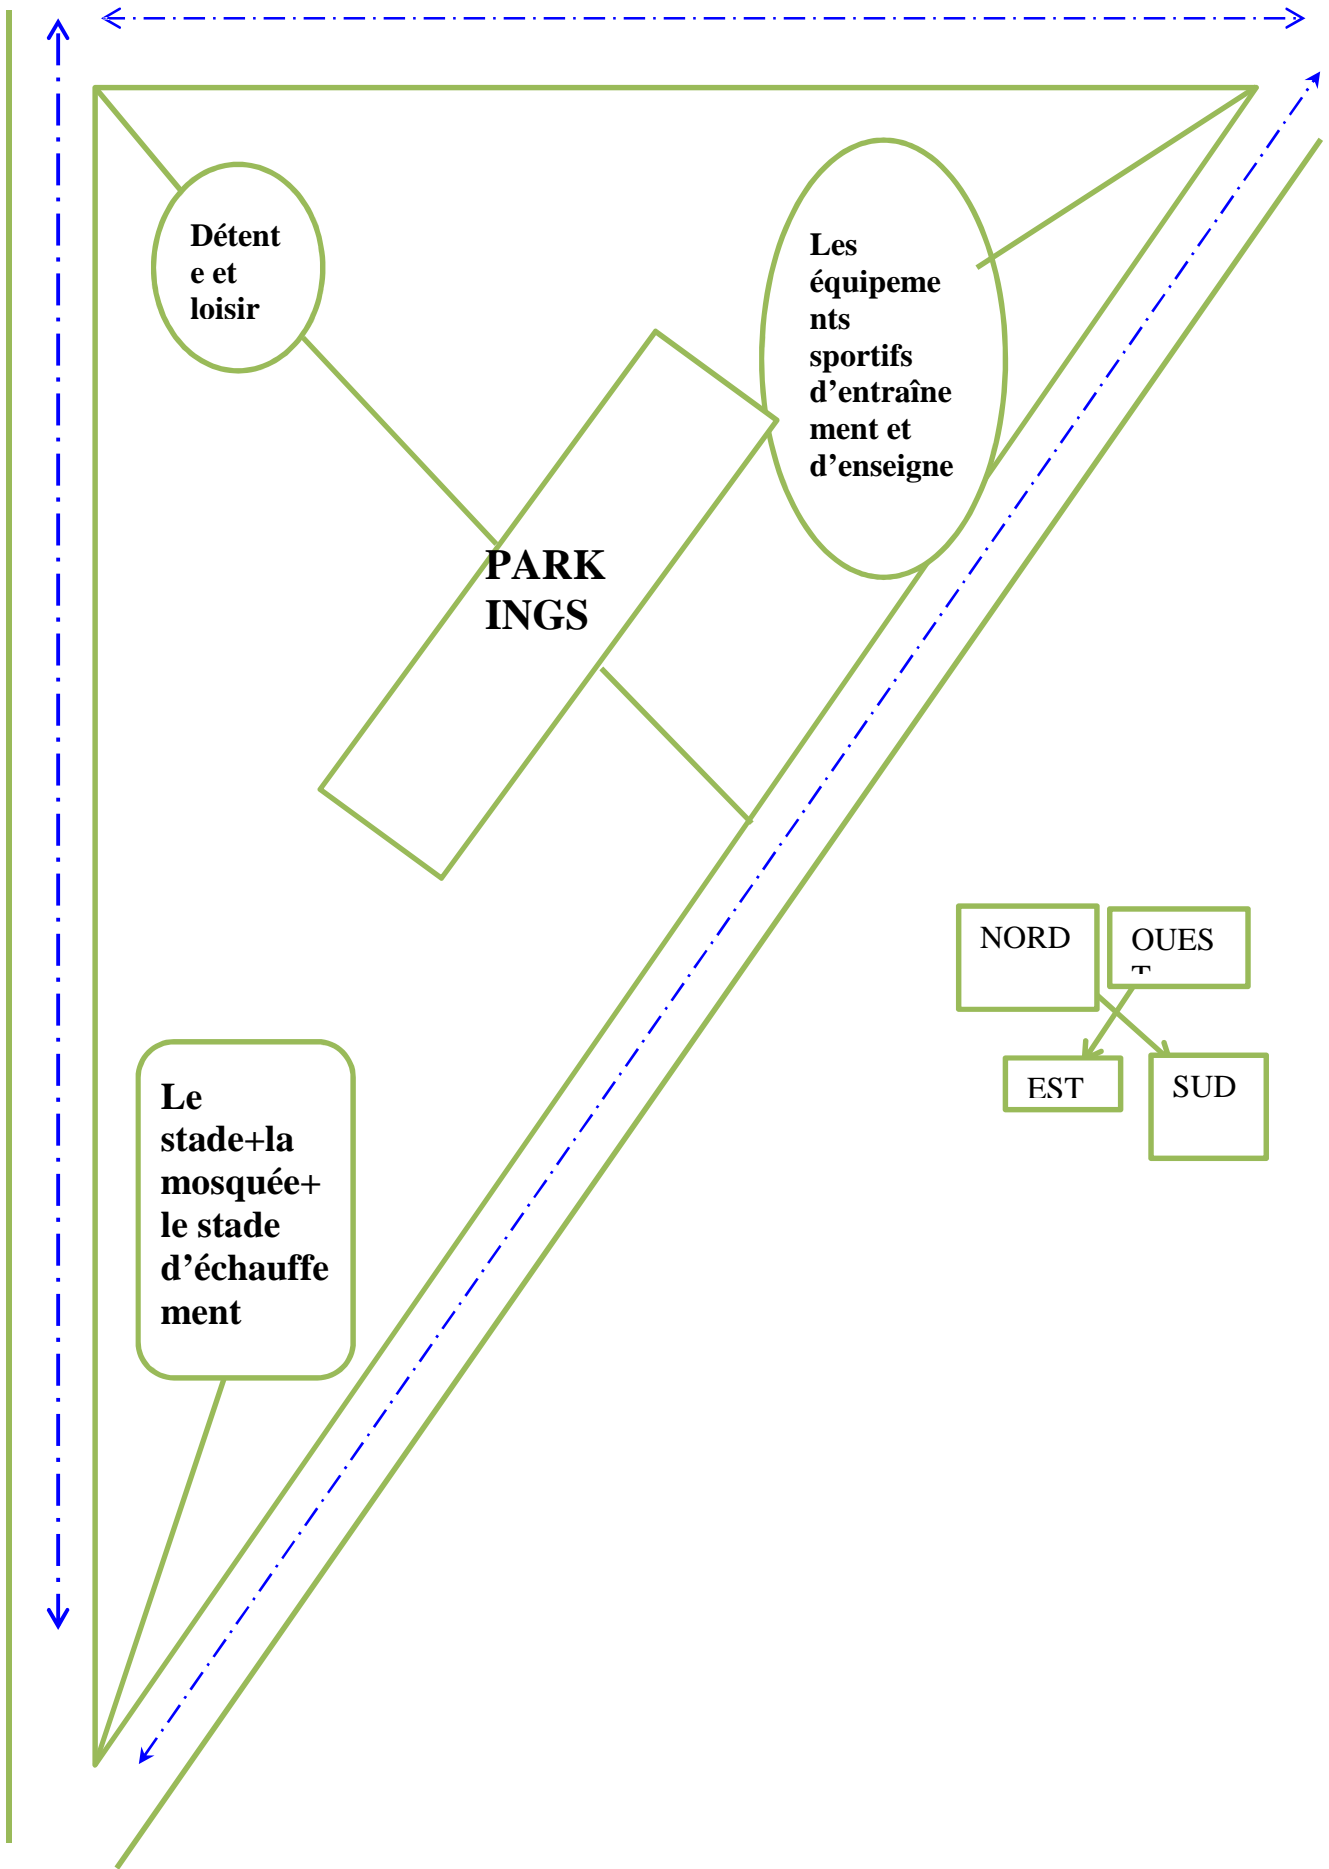 Détent
e et
loisir
Les
équipeme
nts
sportifs
d’entraîne
ment et
d’enseigne
PARK
INGS
NORD
OUES
T
EST
SUD
Le
stade+la
mosquée+
le stade
d’échauffe
ment